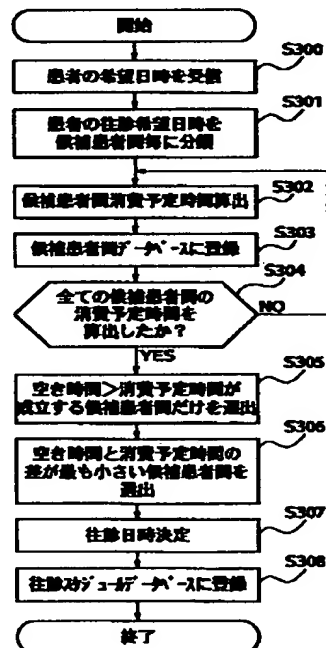 開始
S300
患者の希望日時を受信
S301
患者の往診希望日時を
候補患者間毎に分類
S302
候補患者間消費予定時間算出
S303
候補患者間データベースに登録
S304
全ての候補患者間の
消費予定時間を
算出したか？
NO
YES
S305
空き時間＞消費予定時間が
成立する候補患者間だけを選出
S306
空き時間と消費予定時間の
差が最も小さい候補患者間を
選出
S307
往診日時決定
S308
往診スケジュールデータベースに登録
終了